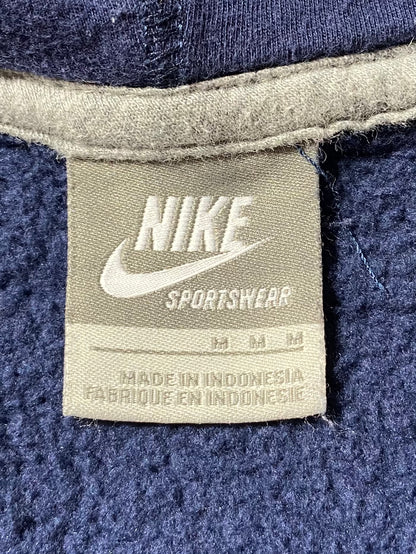 NIKE
SPORTSWEAR
M M M
MADE IN INDONESIA
FABRIQUE EN INDONESIE